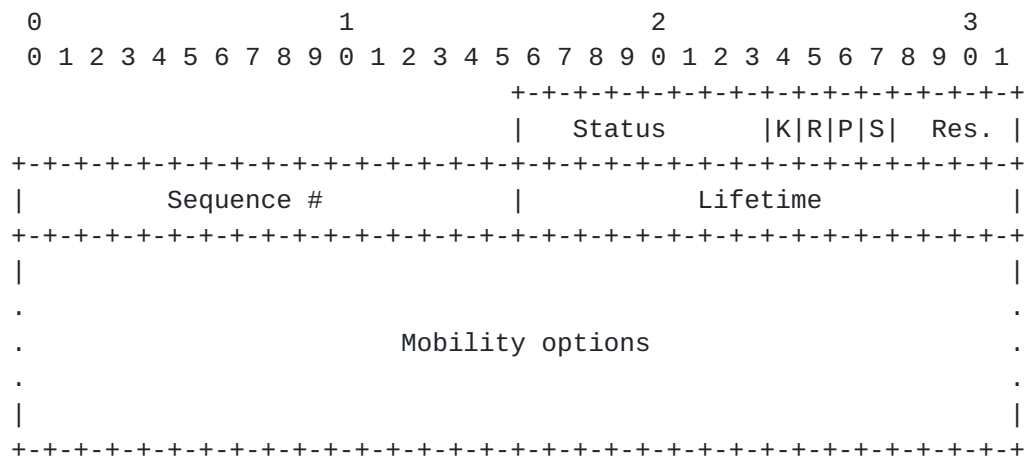 0                   1                   2                   3
 0 1 2 3 4 5 6 7 8 9 0 1 2 3 4 5 6 7 8 9 0 1 2 3 4 5 6 7 8 9 0 1
                                +-+-+-+-+-+-+-+-+-+-+-+-+-+-+-+-+
                                |   Status      |K|R|P|S|  Res. |
+-+-+-+-+-+-+-+-+-+-+-+-+-+-+-+-+-+-+-+-+-+-+-+-+-+-+-+-+-+-+-+-+
|         Sequence #            |           Lifetime            |
+-+-+-+-+-+-+-+-+-+-+-+-+-+-+-+-+-+-+-+-+-+-+-+-+-+-+-+-+-+-+-+-+
|                                                               |
.                                                               .
.                        Mobility options                       .
.                                                               .
|                                                               |
+-+-+-+-+-+-+-+-+-+-+-+-+-+-+-+-+-+-+-+-+-+-+-+-+-+-+-+-+-+-+-+-+